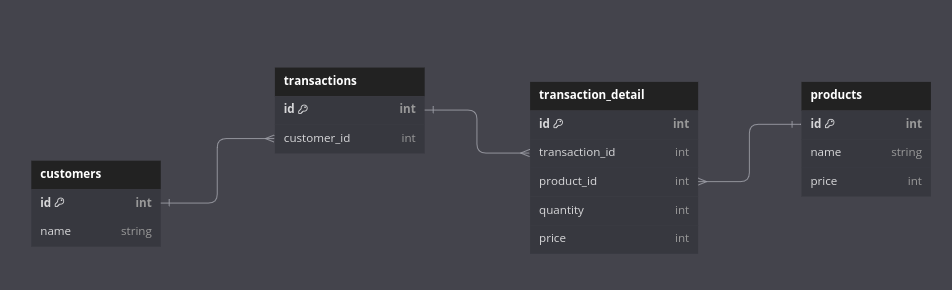 customers
id int
name string
transactions
id int
customer_id int
transaction_detail
id int
transaction_id int
product_id int
quantity int
price int
products
id int
name string
price int